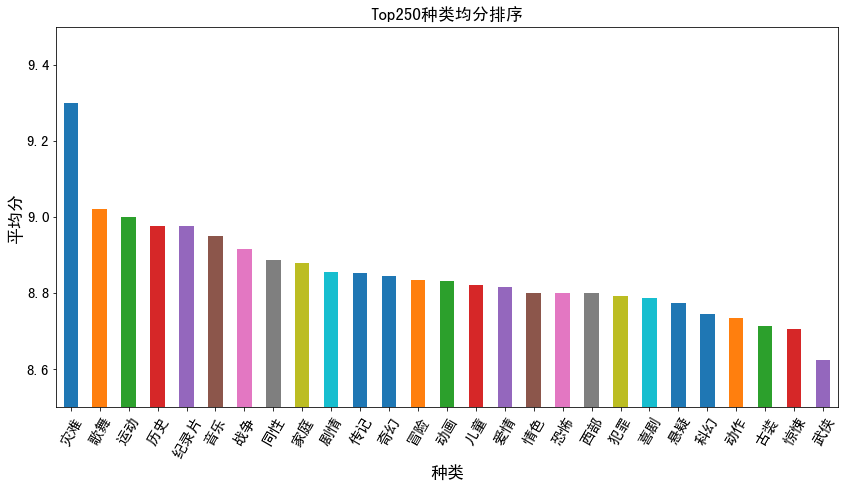 Top250种类均分排序
平均分
9.4
9.2
9.0
8.8
8.6
灾难 歌舞 运动 历史 纪录片 音乐 战争 同性 家庭 剧情 传记 奇幻 冒险 动画 儿童 爱情 情色 恐怖 西部 犯罪 喜剧 悬疑 科幻 动作 古装 惊悚 武侠
种类